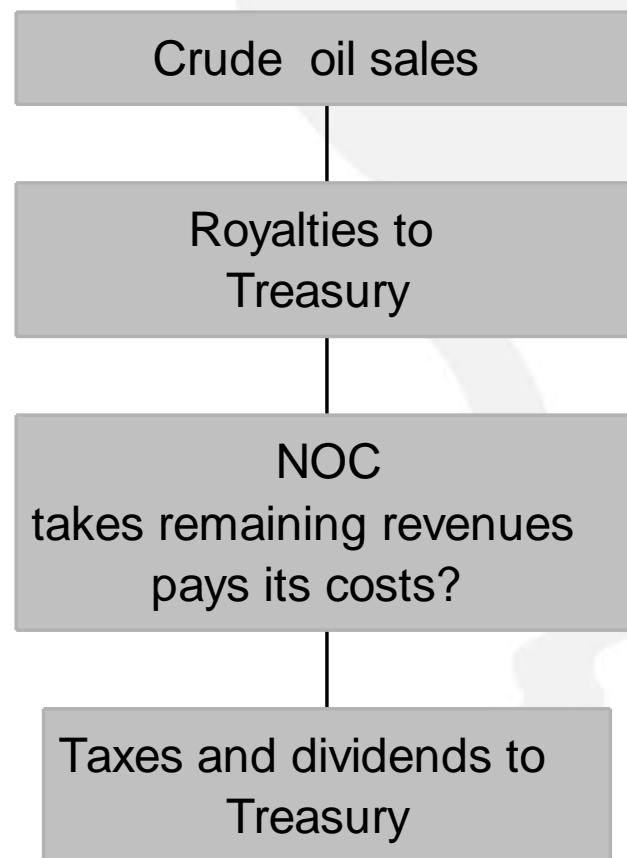 Crude oil sales
Royalties to
Treasury
NOC
takes remaining revenues
pays its costs?
Taxes and dividends to
Treasury